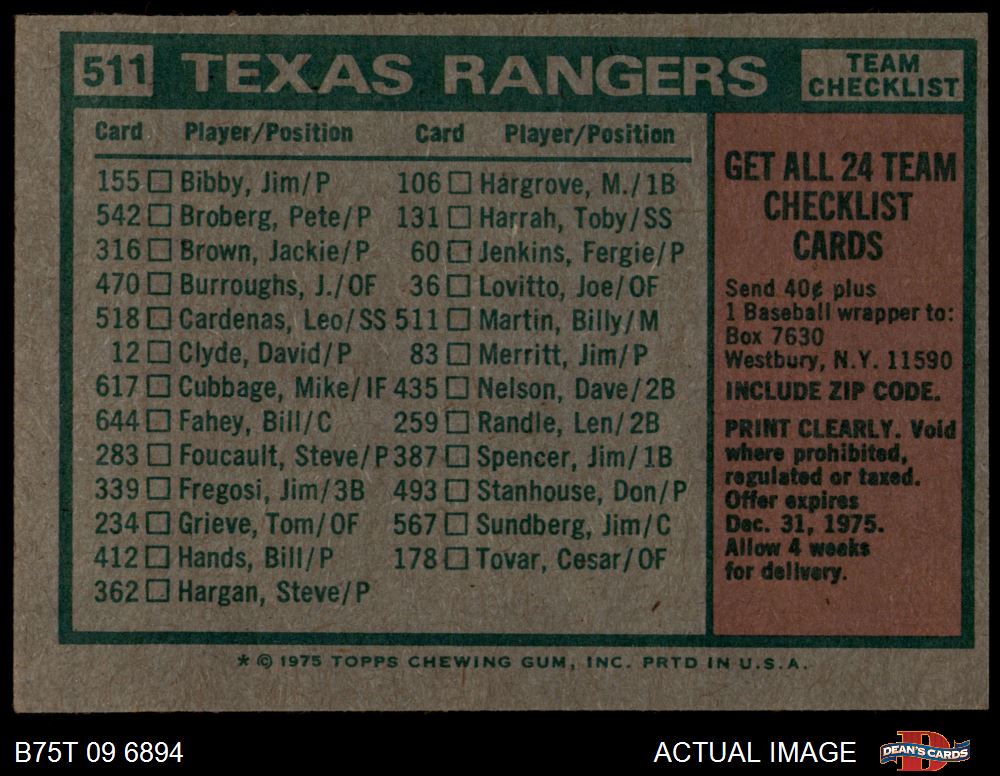 511 TEXAS RANGERS TEAM CHECKLIST
Card Player/Position Card Player/Position
155 Bibby, Jim/P 106 Hargrove, M./1B
542 Broberg, Pete/P 131 Harrah, Toby/SS
316 Brown, Jackie/P 60 Jenkins, Fergie/P
470 Burroughs, J./OF 36 Lovitto, Joe/OF
518 Cardenas, Leo/SS 511 Martin, Billy/M
12 Clyde, David/P 83 Merritt, Jim/P
617 Cubbage, Mike/IF 435 Nelson, Dave/2B
644 Fahey, Bill/C 259 Randle, Len/2B
283 Foucault, Steve/P 387 Spencer, Jim/1B
339 Fregosi, Jim/3B 493 Stanhouse, Don/P
234 Grieve, Tom/OF 567 Sundberg, Jim/C
412 Hands, Bill/P 178 Tovar, Cesar/OF
362 Hargan, Steve/P
GET ALL 24 TEAM
CHECKLIST
CARDS
Send 40¢ plus
1 Baseball wrapper to:
Box 7630
Westbury, N.Y. 11590
INCLUDE ZIP CODE.
PRINT CLEARLY. Void
where prohibited,
regulated or taxed.
Offer expires
Dec. 31, 1975.
Allow 4 weeks
for delivery.
* © 1975 TOPPS CHEWING GUM, INC. PRTD IN U.S.A.
B75T 09 6894 ACTUAL IMAGE DEAN'S CARDS